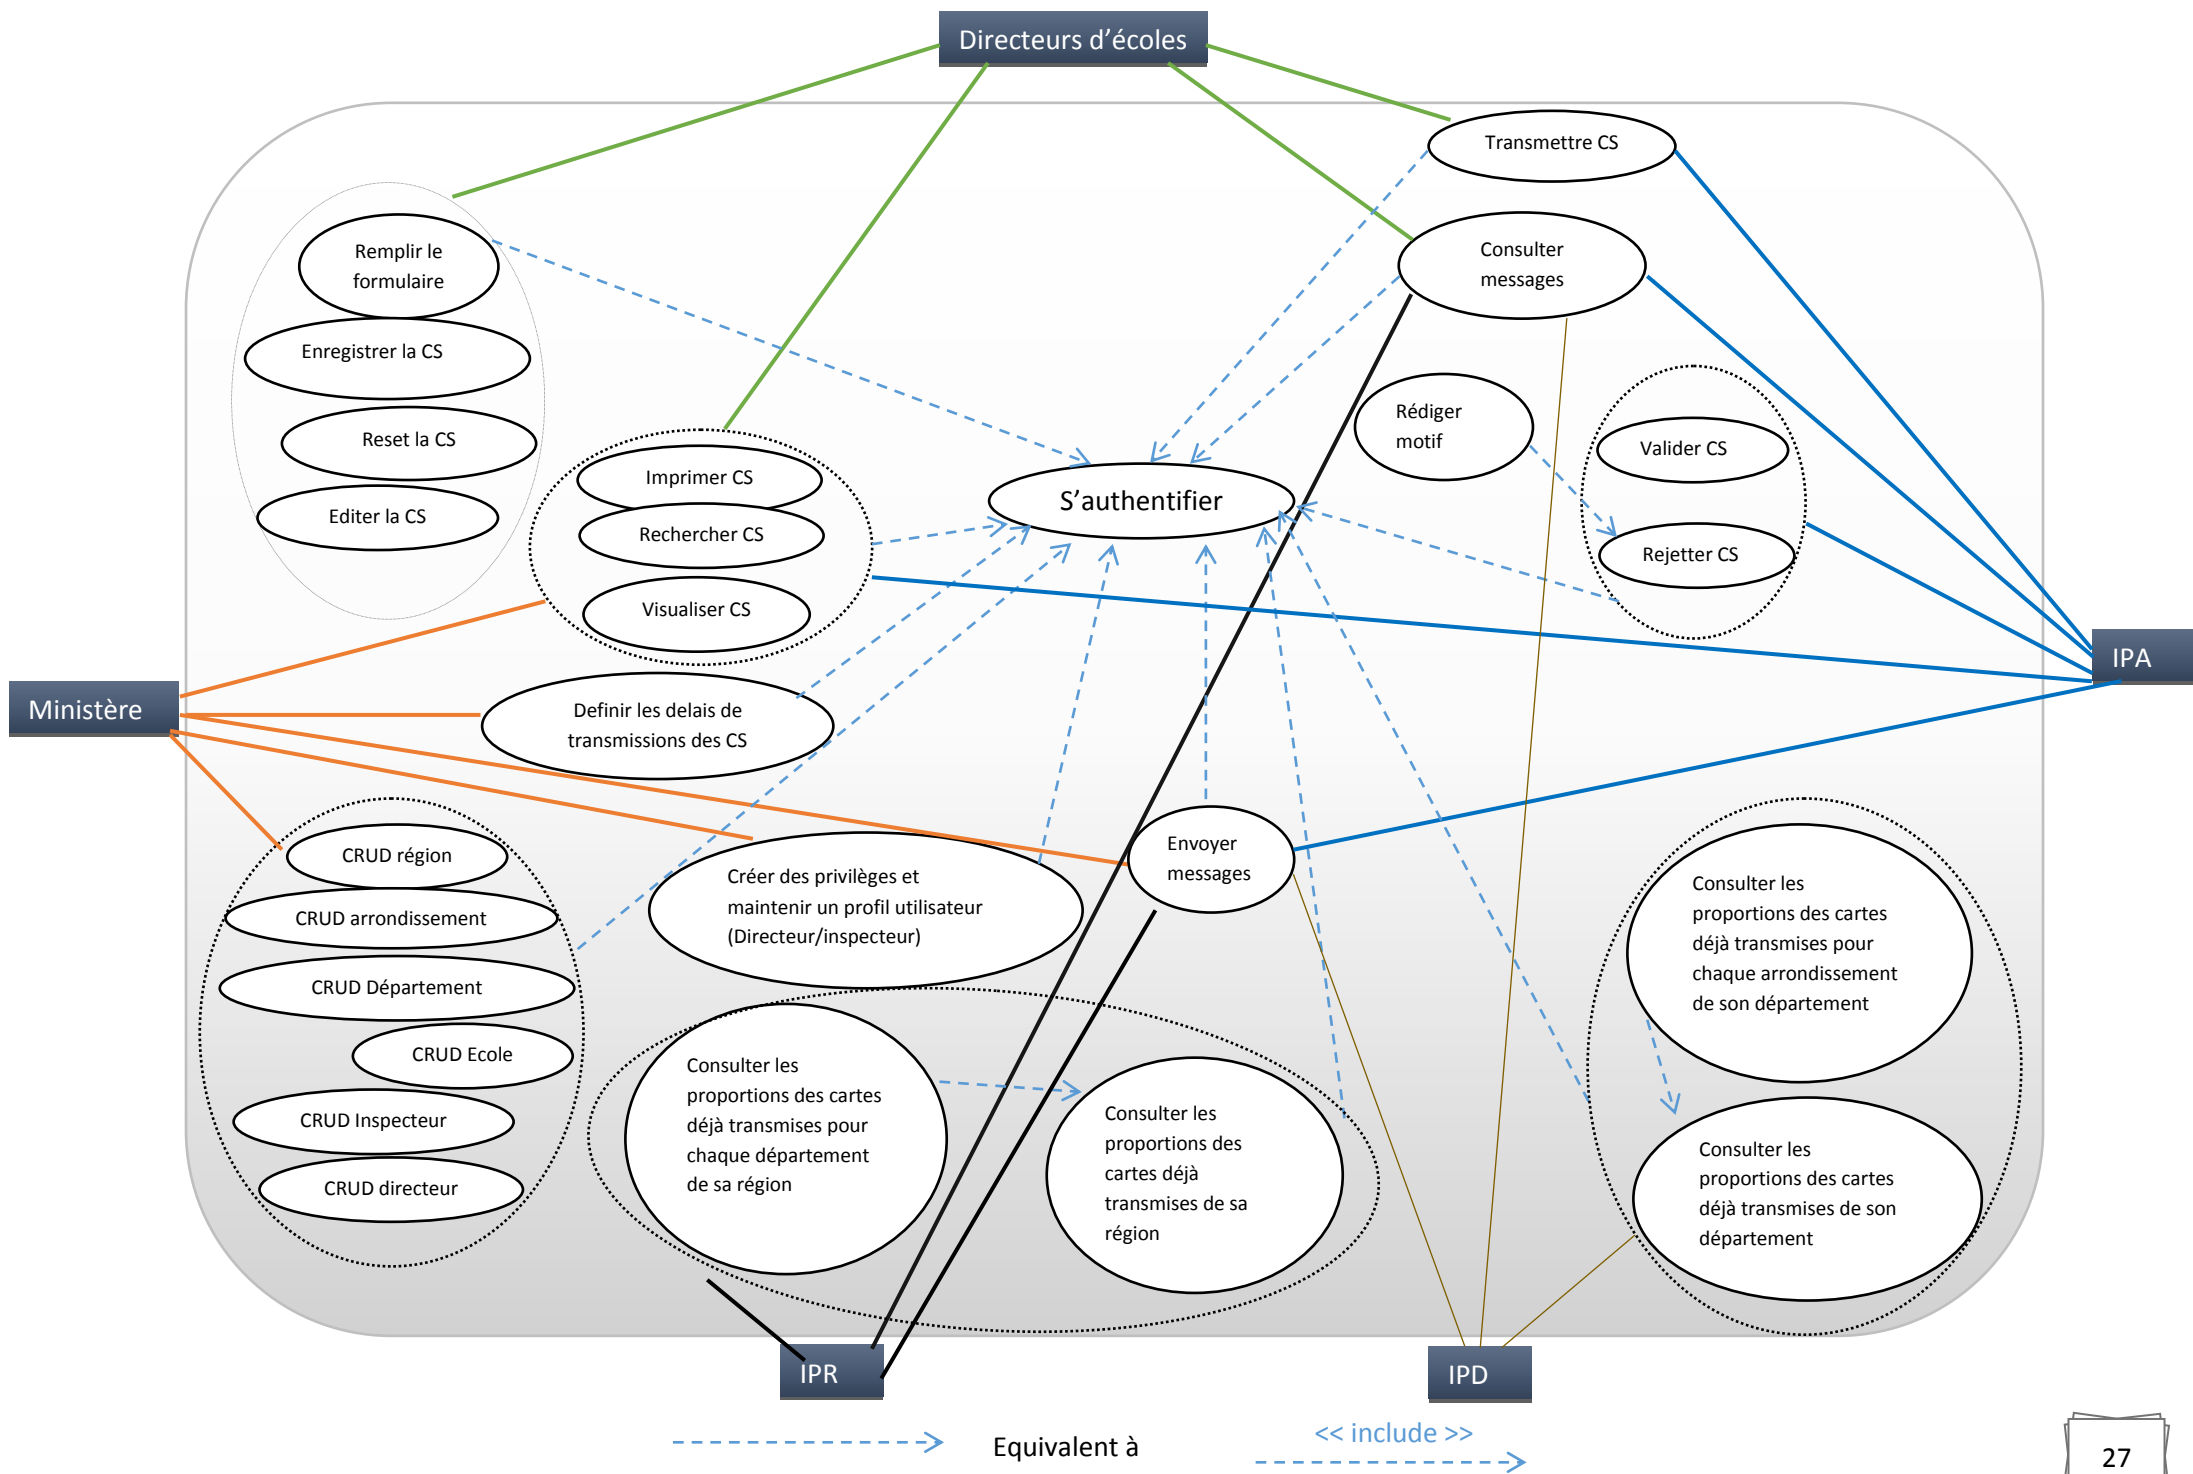 Directeurs d'écoles
Transmettre CS
Remplir le
formulaire
Consulter
messages
Enregistrer la CS
Reset la CS
Editer la CS
Imprimer CS
Rechercher CS
Visualiser CS
S'authentifier
Rédiger
motif
Valider CS
Rejetter CS
IPA
Ministère
Definir les delais de
transmissions des CS
CRUD région
CRUD arrondissement
CRUD Département
CRUD Ecole
CRUD Inspecteur
CRUD directeur
Créer des privilèges et
maintenir un profil utilisateur
(Directeur/inspecteur)
Envoyer
messages
Consulter les
proportions des cartes
déjà transmises pour
chaque arrondissement
de son département
Consulter les
proportions des cartes
déjà transmises pour
chaque département
de sa région
Consulter les
proportions des
cartes déjà
transmises de sa
région
Consulter les
proportions des cartes
déjà transmises de son
département
IPR
IPD
Equivalent à
<< include >>
27